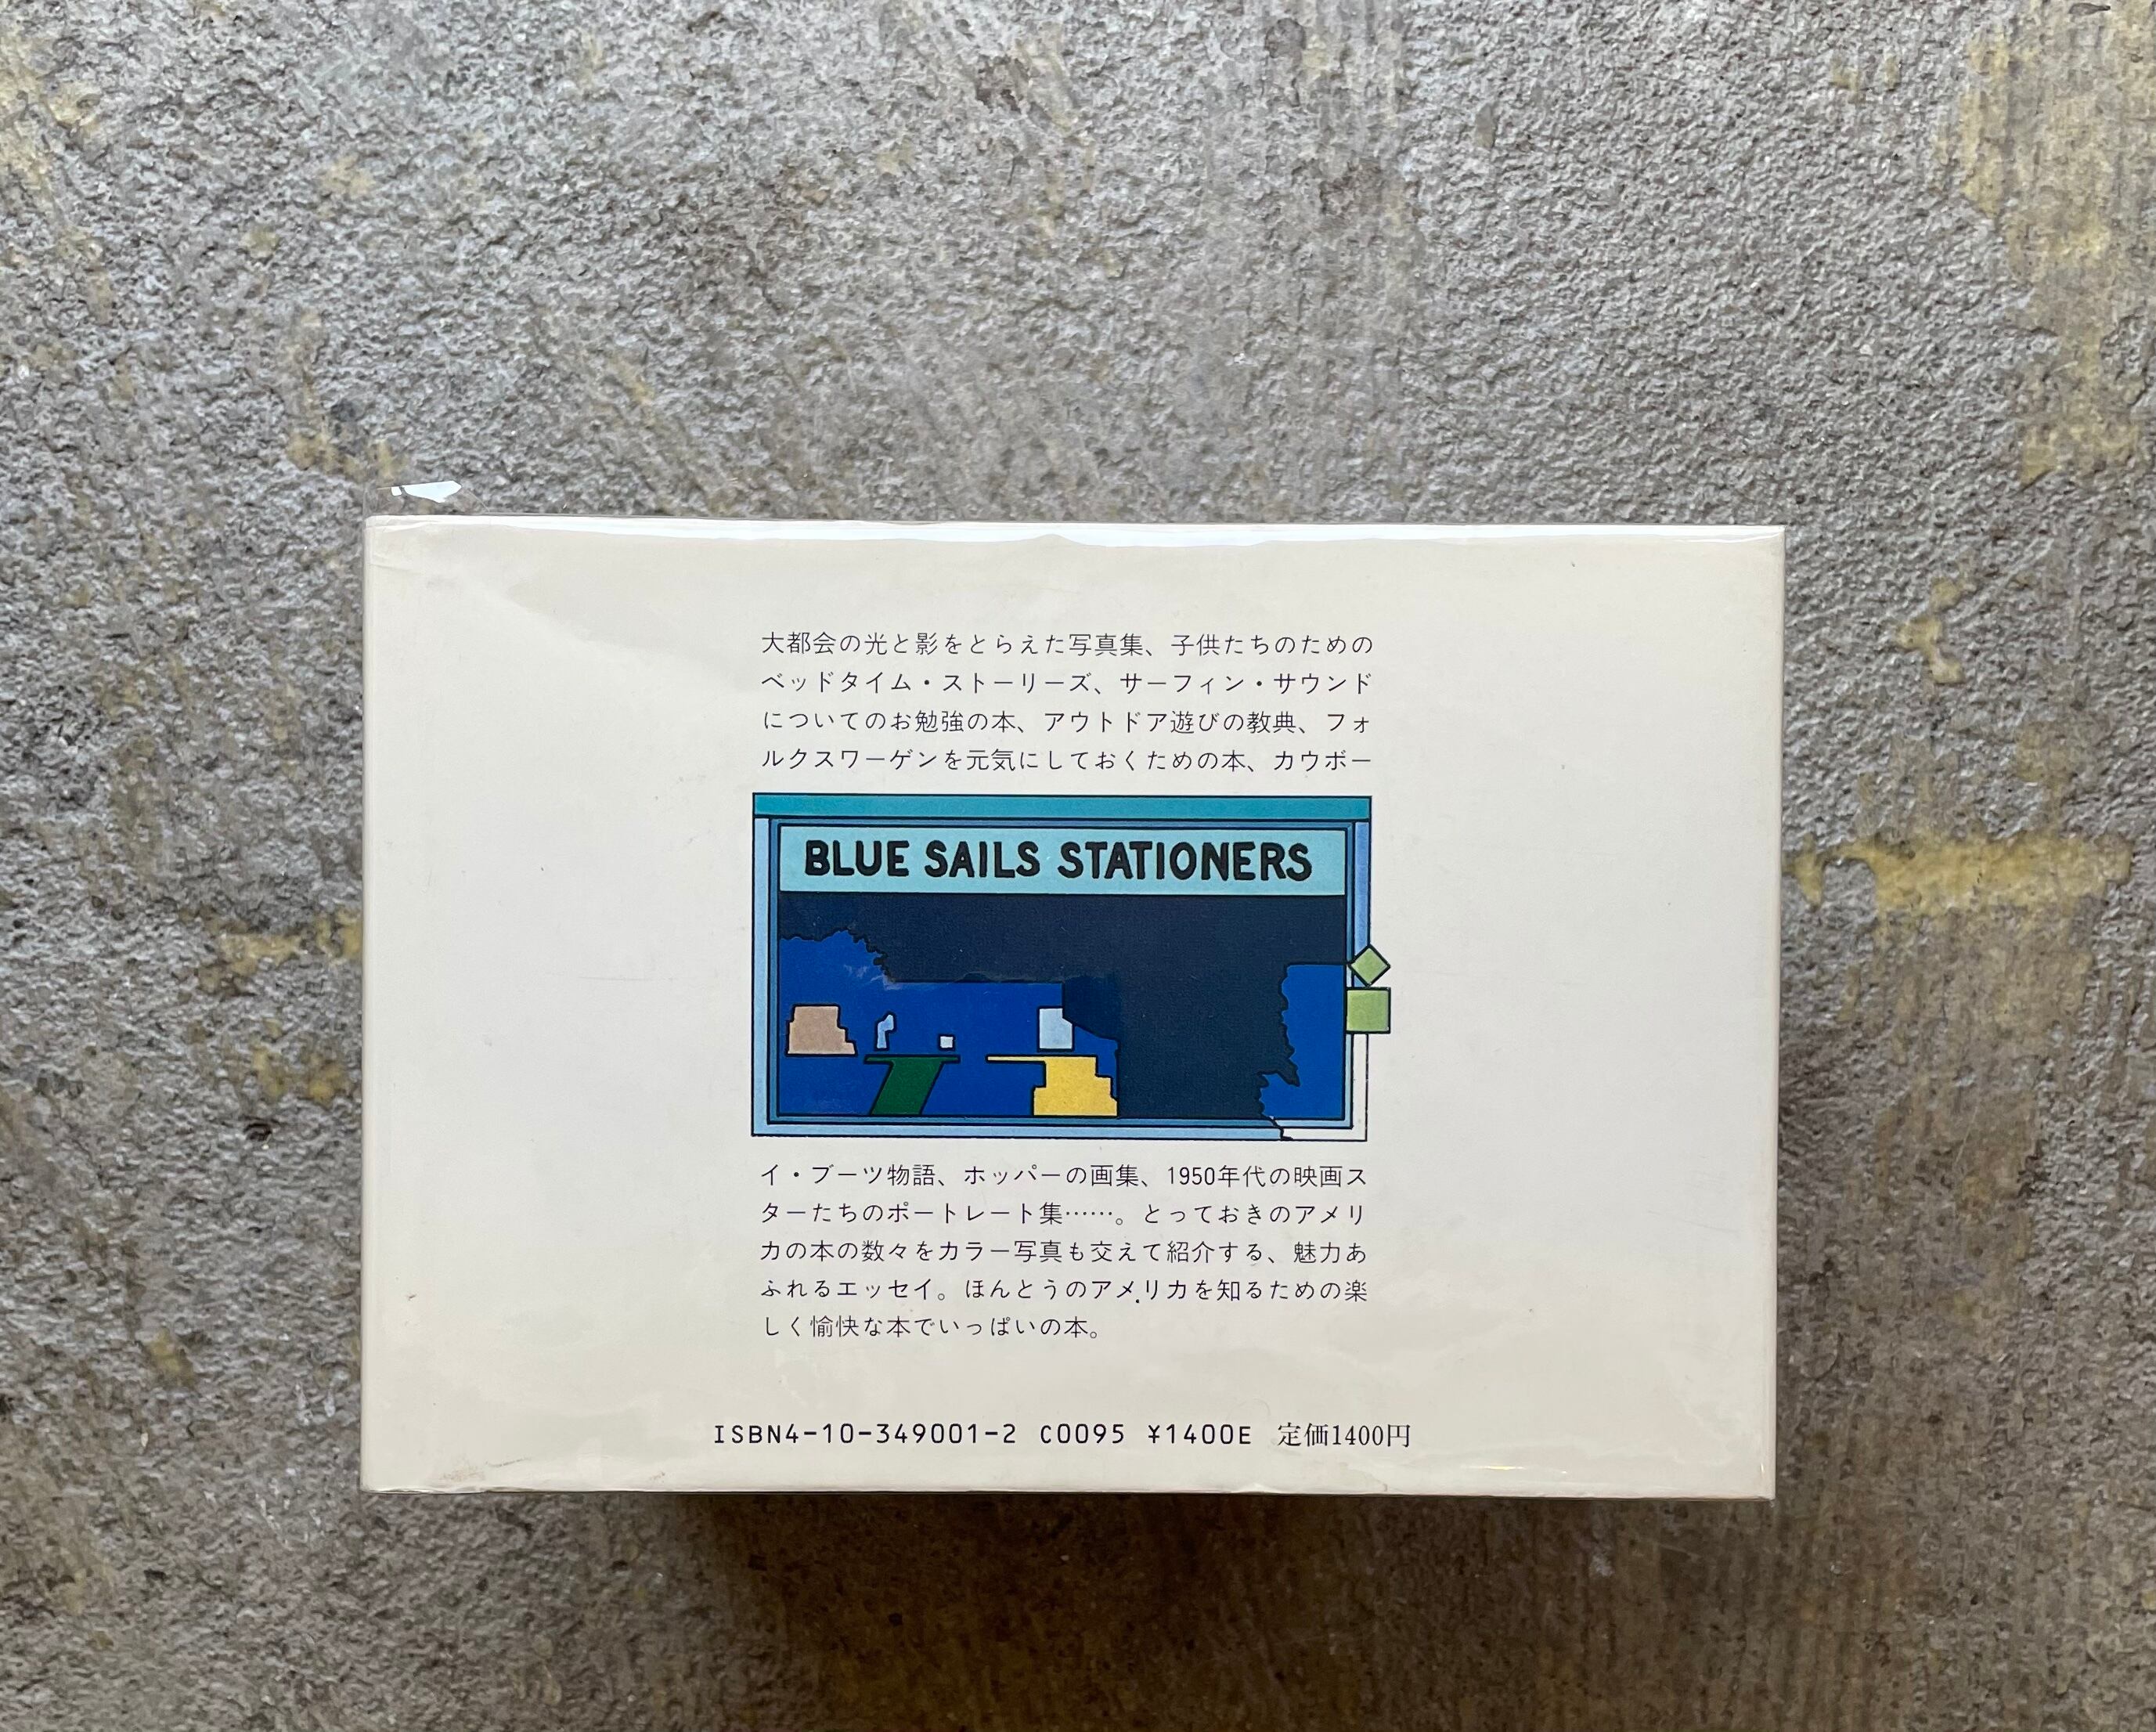 大都会の光と影をとらえた写真集、子供たちのための
ベッドタイム・ストーリーズ、サーフィン・サウンド
についてのお勉強の本、アウトドア遊びの教典、フォ
ルクスワーゲンを元気にしておくための本、カウボー
BLUE SAILS STATIONERS
イ・ブーツ物語、ホッパーの画集、1950年代の映画ス
ターたちのポートレート集……。とっておきのアメリ
カの本の数々をカラー写真も交えて紹介する、魅力あ
ふれるエッセイ。ほんとうのアメリカを知るための楽
しく愉快な本でいっぱいの本。
ISBN4-10-349001-2 C0095 ¥1400E 定価1400円